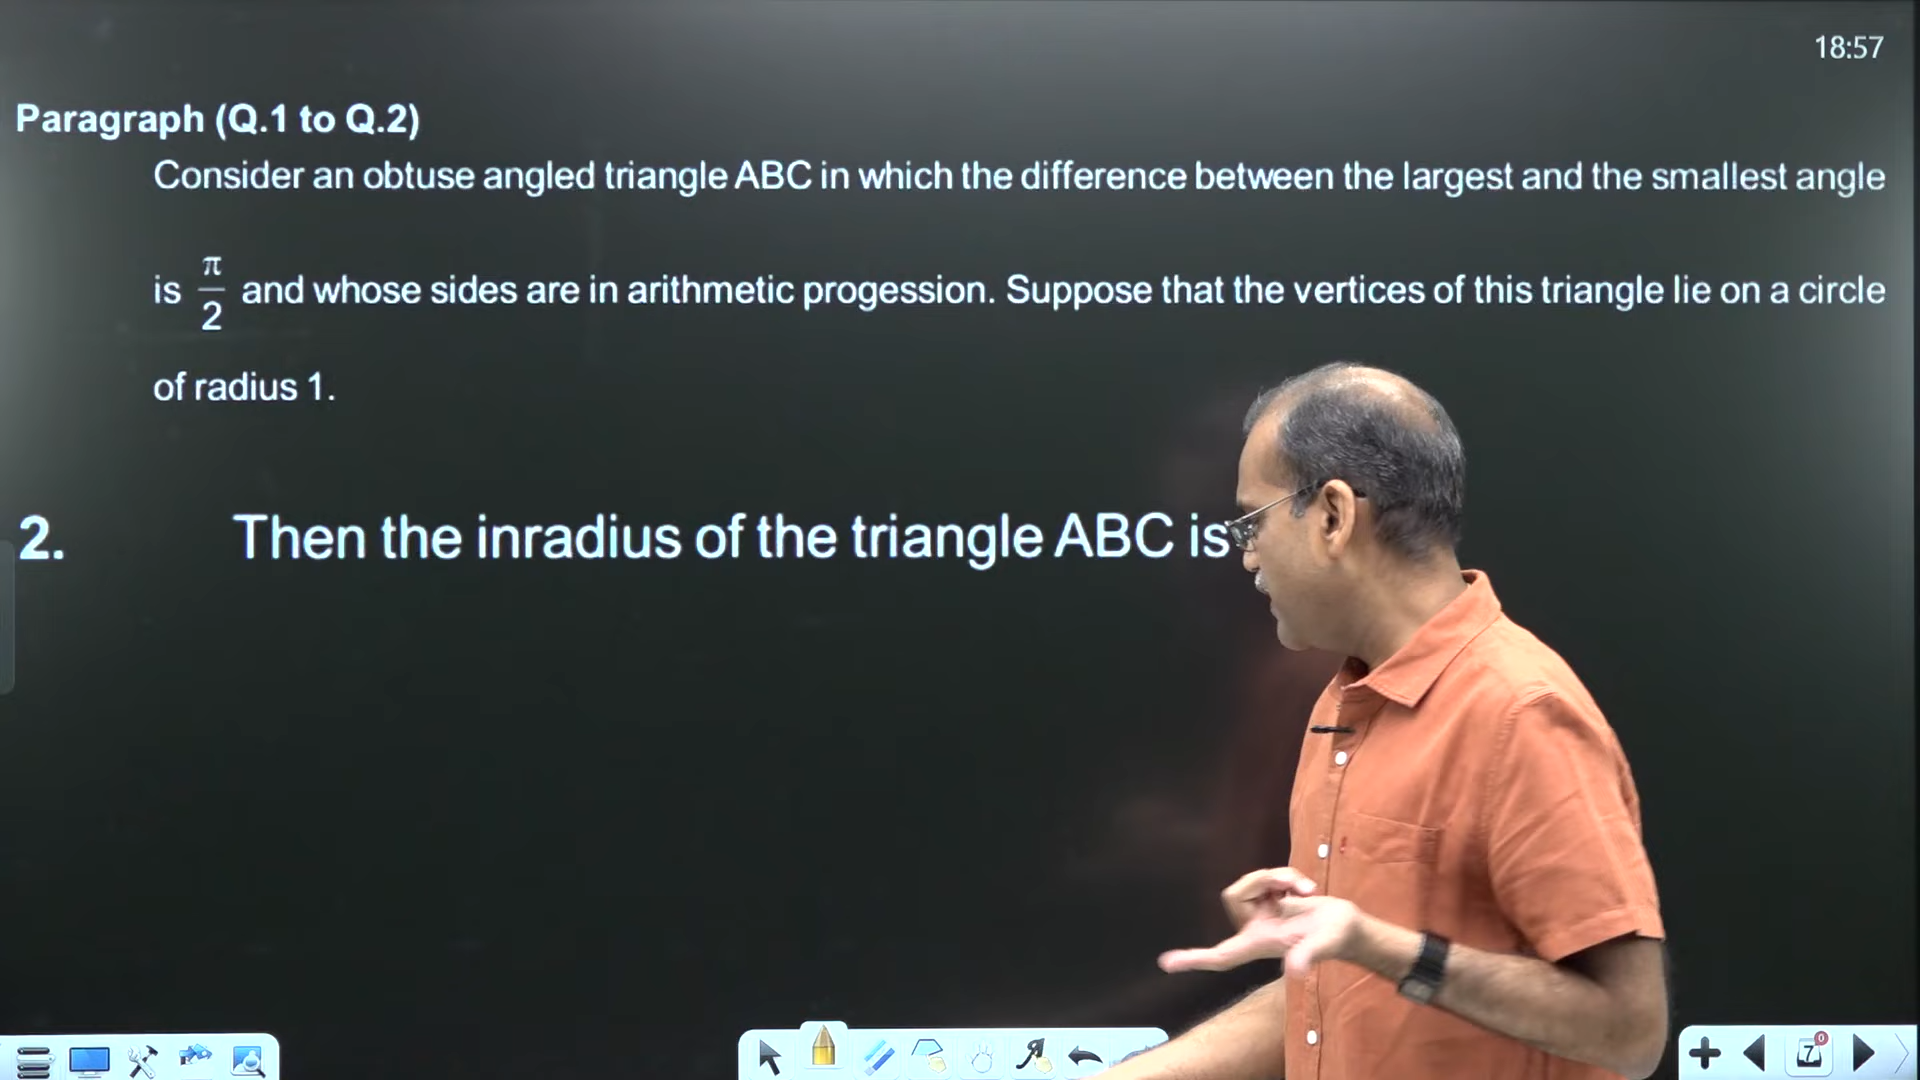 18:57
Paragraph (Q.1 to Q.2)
Consider an obtuse angled triangle ABC in which the difference between the largest and the smallest angle
is π/2 and whose sides are in arithmetic progession. Suppose that the vertices of this triangle lie on a circle
of radius 1.
2. Then the inradius of the triangle ABC is
7 0